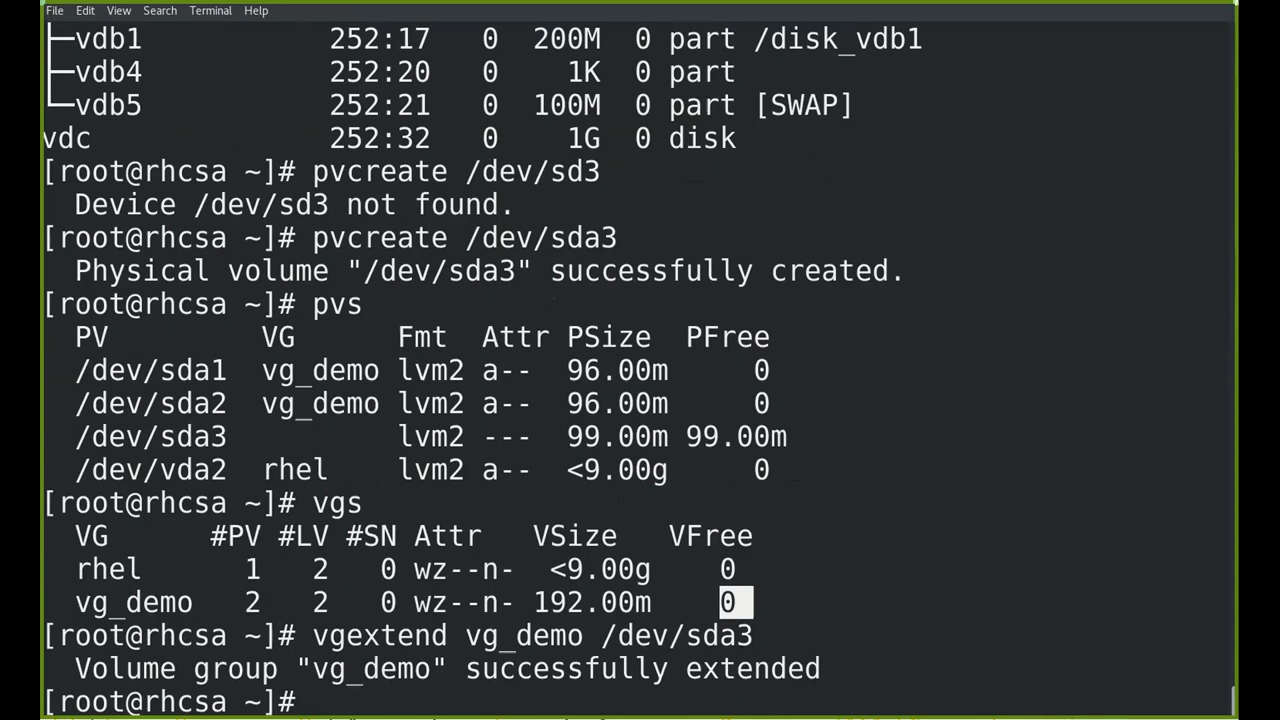 File Edit View Search Terminal Help
├─vdb1 252:17 0 200M 0 part /disk_vdb1
├─vdb4 252:20 0 1K 0 part
└─vdb5 252:21 0 100M 0 part [SWAP]
vdc 252:32 0 1G 0 disk
[root@rhcsa ~]# pvcreate /dev/sd3
  Device /dev/sd3 not found.
[root@rhcsa ~]# pvcreate /dev/sda3
  Physical volume "/dev/sda3" successfully created.
[root@rhcsa ~]# pvs
  PV VG Fmt Attr PSize PFree
  /dev/sda1 vg_demo lvm2 a-- 96.00m 0
  /dev/sda2 vg_demo lvm2 a-- 96.00m 0
  /dev/sda3 lvm2 --- 99.00m 99.00m
  /dev/vda2 rhel lvm2 a-- <9.00g 0
[root@rhcsa ~]# vgs
  VG #PV #LV #SN Attr VSize VFree
  rhel 1 2 0 wz--n- <9.00g 0
  vg_demo 2 2 0 wz--n- 192.00m 0
[root@rhcsa ~]# vgextend vg_demo /dev/sda3
  Volume group "vg_demo" successfully extended
[root@rhcsa ~]#